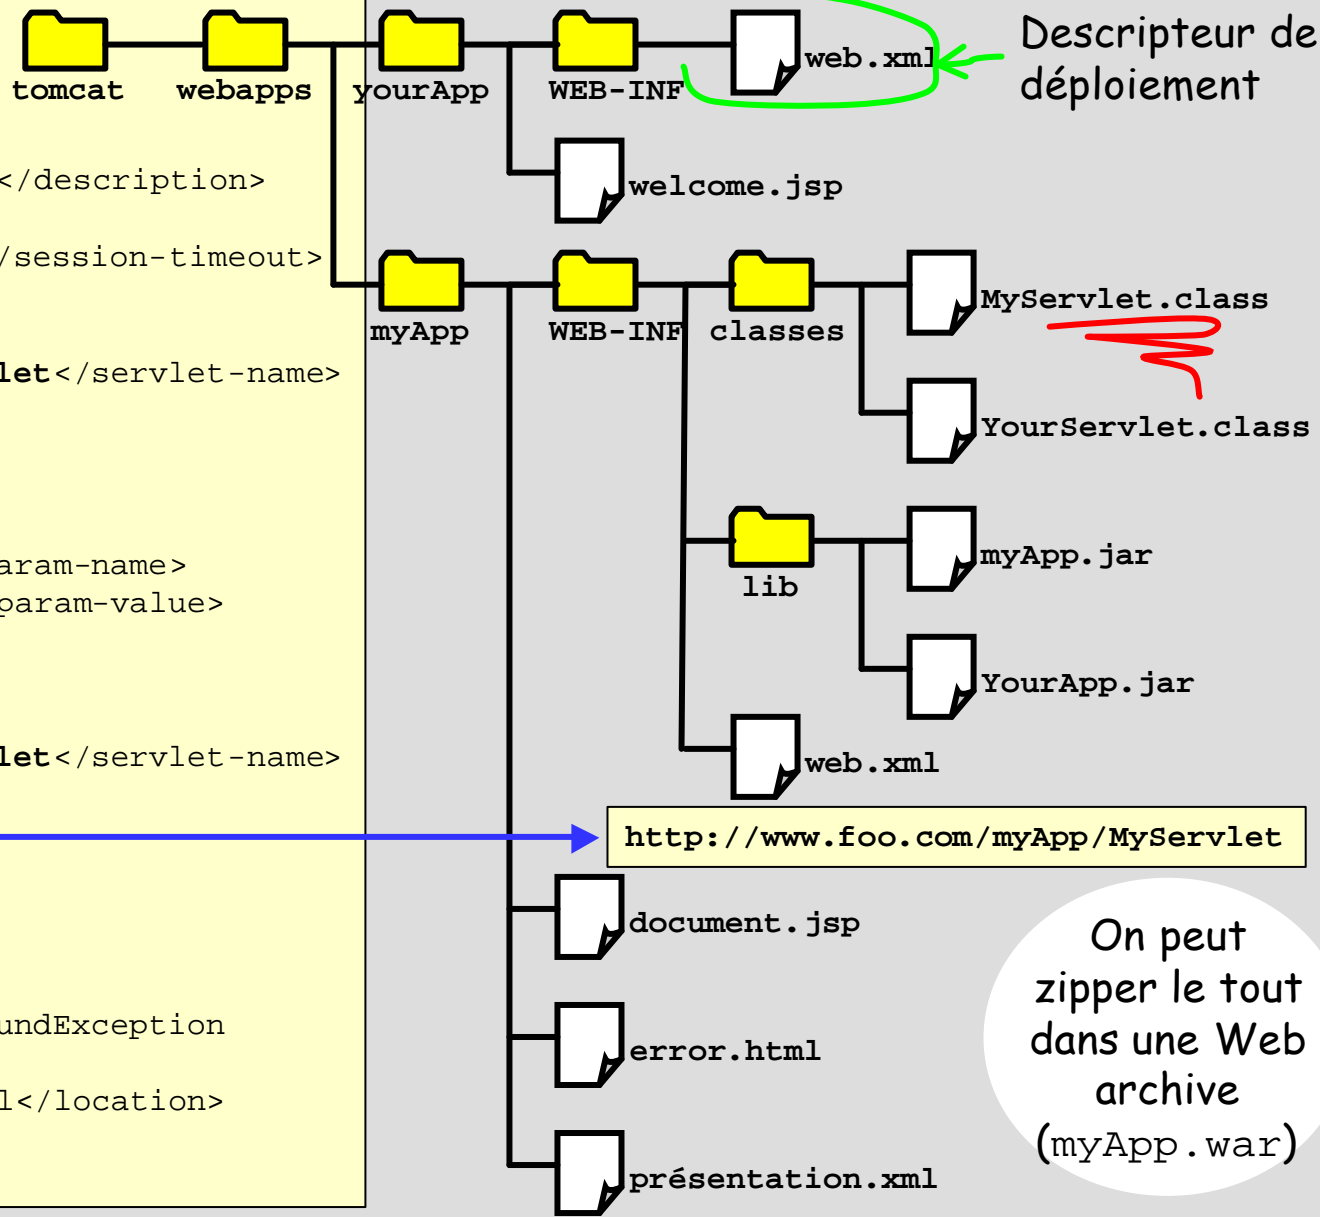 Descripteur de
déploiement
web.xml
tomcat
webapps
yourApp
WEB-INF
</description>
welcome.jsp
/session-timeout>
MyServlet.class
myApp
WEB-INF
classes
let</servlet-name>
YourServlet.class
aram-name>
param-value>
myApp.jar
lib
YourApp.jar
let</servlet-name>
web.xml
http://www.foo.com/myApp/MyServlet
document.jsp
On peut
zipper le tout
dans une Web
archive
(myApp.war)
undException
error.html
l</location>
présentation.xml